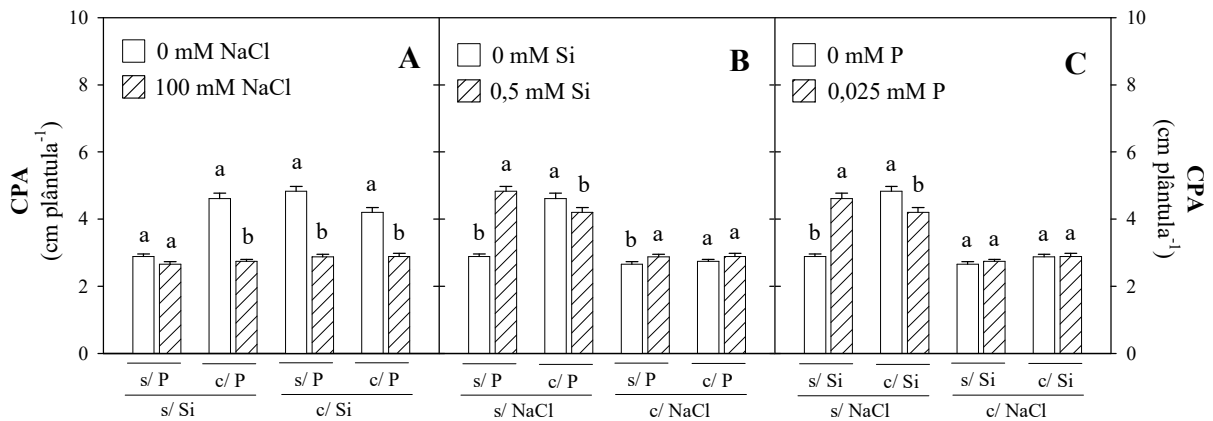 10
8
6
4
2
0
CPA
(cm plântula-1)
0 mM NaCl
100 mM NaCl
A
a a a b a b a b
s/ P c/ P s/ P c/ P
s/ Si c/ Si
0 mM Si
0,5 mM Si
B
b a a b b a a a
s/ P c/ P s/ P c/ P
s/ NaCl c/ NaCl
0 mM P
0,025 mM P
C
b a a b a a a a
s/ Si c/ Si s/ Si c/ Si
s/ NaCl c/ NaCl
10
8
6
4
2
0
CPA
(cm plântula-1)